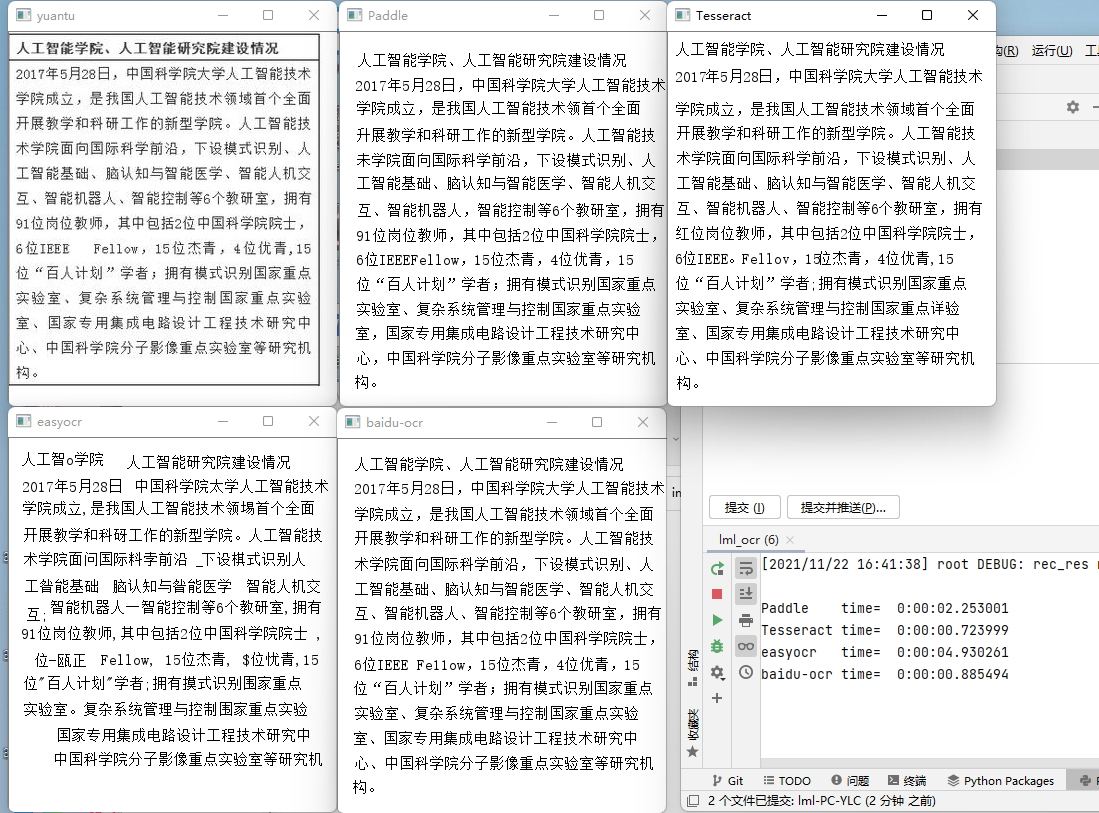 yuantu
人工智能学院、人工智能研究院建设情况
2017年5月28日，中国科学院大学人工智能技术
学院成立，是我国人工智能技术领域首个全面
开展教学和科研工作的新型学院。人工智能技
术学院面向国际科学前沿，下设模式识别、人
工智能基础、脑认知与智能医学、智能人机交
互、智能机器人、智能控制等6个教研室，拥有
91位岗位教师，其中包括2位中国科学院院士，
6位IEEE Fellow，15位杰青，4位优青,15
位“百人计划”学者；拥有模式识别国家重点
实验室、复杂系统管理与控制国家重点实验
室、国家专用集成电路设计工程技术研究中
心、中国科学院分子影像重点实验室等研究机
构。
Paddle
人工智能学院、人工智能研究院建设情况
2017年5月28日，中国科学院大学人工智能技术
学院成立，是我国人工智能技术领首个全面
开展教学和科研工作的新型学院。人工智能技
未学院面向国际科学前沿，下设模式识别、人
工智能基础、脑认知与智能医学、智能人机交
互、智能机器人，智能控制等6个教研室，拥有
91位岗位教师，其中包括2位中国科学院院士，
6位IEEEFellow，15位杰青，4位优青，15
位“百人计划”学者；拥有模式识别国家重点
实验室、复杂系统管理与控制国家重点实验
室，国家专用集成电路设计工程技术研究中
心，中国科学院分子影像重点实验室等研究机
构。
Tesseract
人工智能学院、人工智能研究院建设情况
2017年5月28日，中国科学院大学人工智能技术
学院成立，是我国人工智能技术领域首个全面
开展教学和科研工作的新型学院。人工智能技
术学院面向国际科学前沿，下设模式识别、人
工智能基础、脑认知与智能医学、智能人机交
互、智能机器人、智能控制等6个教研室，拥有
红位岗位教师，其中包括2位中国科学院院士，
6位IEEE。Fellov，15位杰青，4位优青,15
位“百人计划”学者;拥有模式识别国家重点
实验室、复杂系统管理与控制国家重点详验
室、国家专用集成电路设计工程技术研究中
心、中国科学院分子影像重点实验室等研究机
构。
easyocr
人工智o学院 人工智能研究院建设情况
2017年5月28日 中国科学院太学人工智能技术
学院成立,是我国人工智能技术领埸首个全面
开展教学和科研工作的新型学院。人工智能技
术学院面问国际科学前沿 _下设棋式识别人
工智能基础 脑认知与智能医学 智能人机交
互;智能机器人一智能控制等6个教研室,拥有
91位岗位教师,其中包括2位中国科学院院士 ,
位-瓯正 Fellow, 15位杰青, $位忧青,15
位"百人计划"学者;拥有摸式识别围家重点
实验室。复杂系统管理与控制围家重点实验
国家专用集成电路设计工程技术研究中
中国科学院分子影像重点实验室等研究机
baidu-ocr
人工智能学院、人工智能研究院建设情况
2017年5月28日，中国科学院大学人工智能技术
学院成立，是我国人工智能技术领域首个全面
开展教学和科研工作的新型学院。人工智能技
术学院面向国际科学前沿，下设模式识别、人
工智能基础、脑认知与智能医学、智能人机交
互、智能机器人、智能控制等6个教研室，拥有
91位岗位教师，其中包括2位中国科学院院士，
6位IEEE Fellow，15位杰青，4位优青，15
位“百人计划”学者；拥有模式识别国家重点
实验室、复杂系统管理与控制国家重点实验
室、国家专用集成电路设计工程技术研究中
心、中国科学院分子影像重点实验室等研究机
构。
(R) 运行(U) 工
in
提交 (I) 提交并推送(P)...
lml_ocr (6)
[2021/11/22 16:41:38] root DEBUG: rec_res
Paddle time= 0:00:02.253001
Tesseract time= 0:00:00.723999
easyocr time= 0:00:04.930261
baidu-ocr time= 0:00:00.885494
结构
收藏夹
Git TODO 问题 终端 Python Packages
2 个文件已提交: lml-PC-YLC (2 分钟 之前)